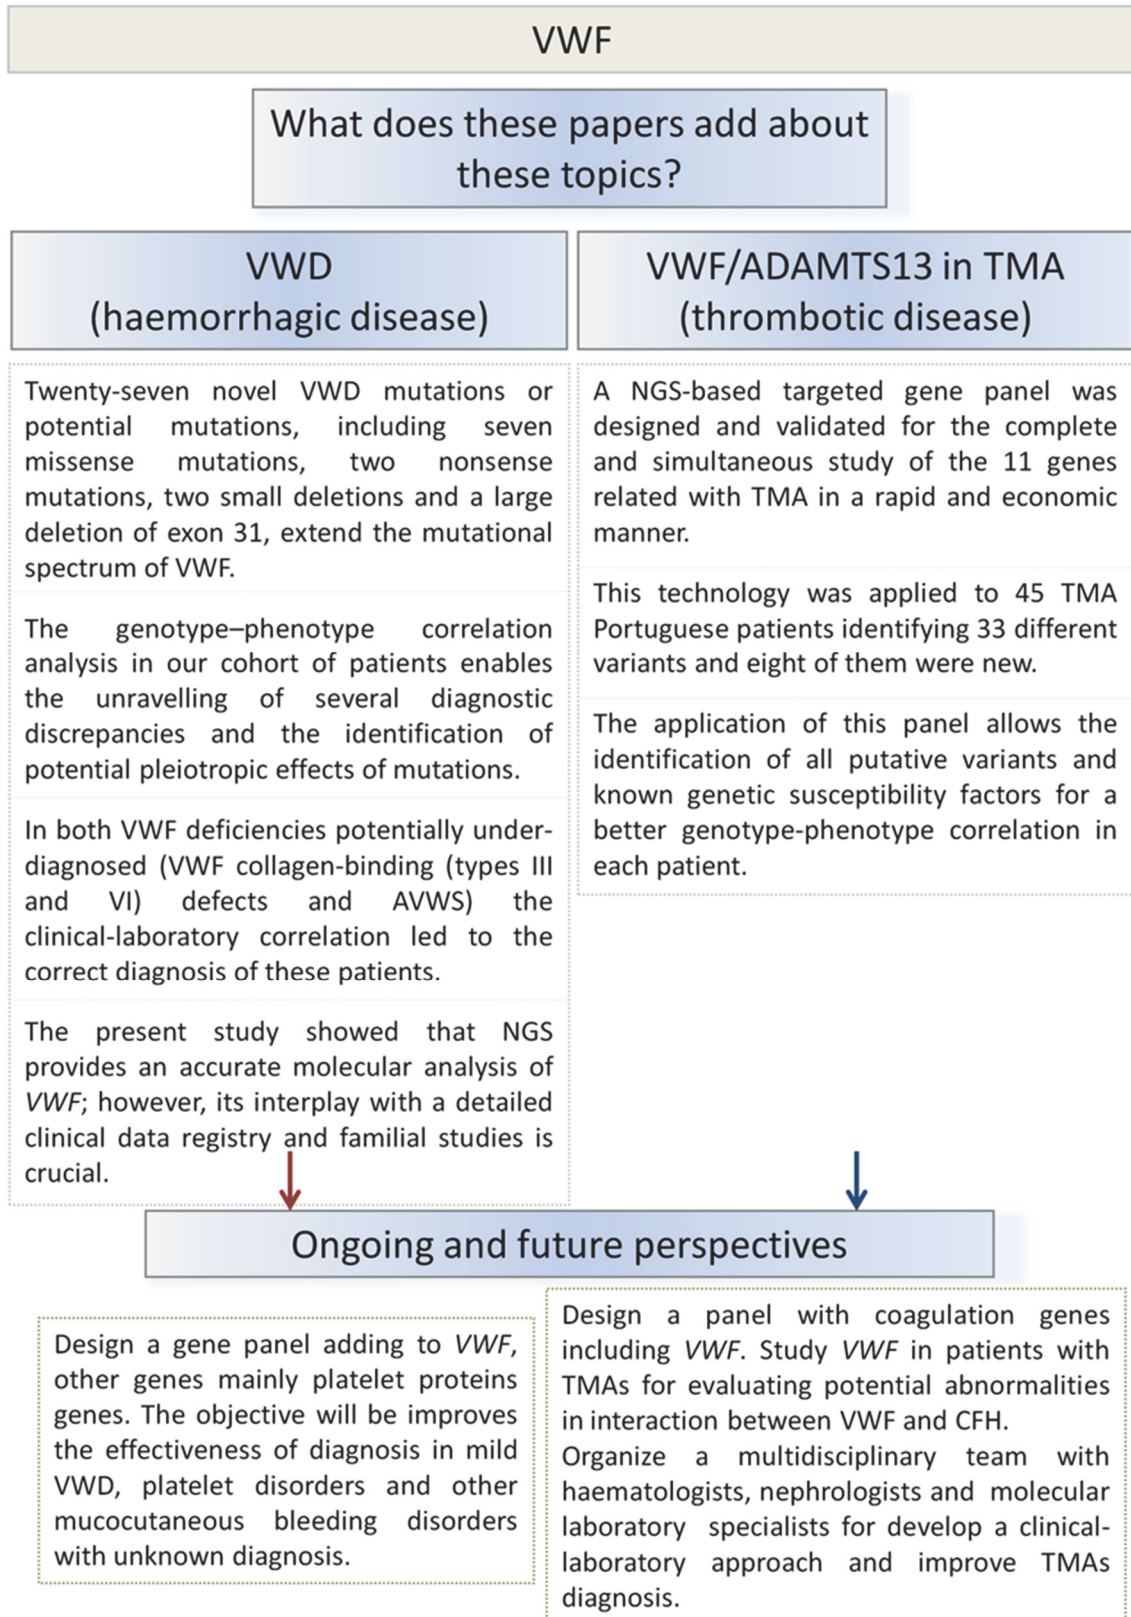 VWF
What does these papers add about
these topics?
VWD
(haemorrhagic disease)
Twenty-seven novel VWD mutations or
potential mutations, including seven
missense mutations, two nonsense
mutations, two small deletions and a large
deletion of exon 31, extend the mutational
spectrum of VWF.
The genotype–phenotype correlation
analysis in our cohort of patients enables
the unravelling of several diagnostic
discrepancies and the identification of
potential pleiotropic effects of mutations.
In both VWF deficiencies potentially under-
diagnosed (VWF collagen-binding (types III
and VI) defects and AVWS) the
clinical-laboratory correlation led to the
correct diagnosis of these patients.
The present study showed that NGS
provides an accurate molecular analysis of
VWF; however, its interplay with a detailed
clinical data registry and familial studies is
crucial.
VWF/ADAMTS13 in TMA
(thrombotic disease)
A NGS-based targeted gene panel was
designed and validated for the complete
and simultaneous study of the 11 genes
related with TMA in a rapid and economic
manner.
This technology was applied to 45 TMA
Portuguese patients identifying 33 different
variants and eight of them were new.
The application of this panel allows the
identification of all putative variants and
known genetic susceptibility factors for a
better genotype-phenotype correlation in
each patient.
Ongoing and future perspectives
Design a gene panel adding to VWF,
other genes mainly platelet proteins
genes. The objective will be improves
the effectiveness of diagnosis in mild
VWD, platelet disorders and other
mucocutaneous bleeding disorders
with unknown diagnosis.
Design a panel with coagulation genes
including VWF. Study VWF in patients with
TMAs for evaluating potential abnormalities
in interaction between VWF and CFH.
Organize a multidisciplinary team with
haematologists, nephrologists and molecular
laboratory specialists for develop a clinical-
laboratory approach and improve TMAs
diagnosis.